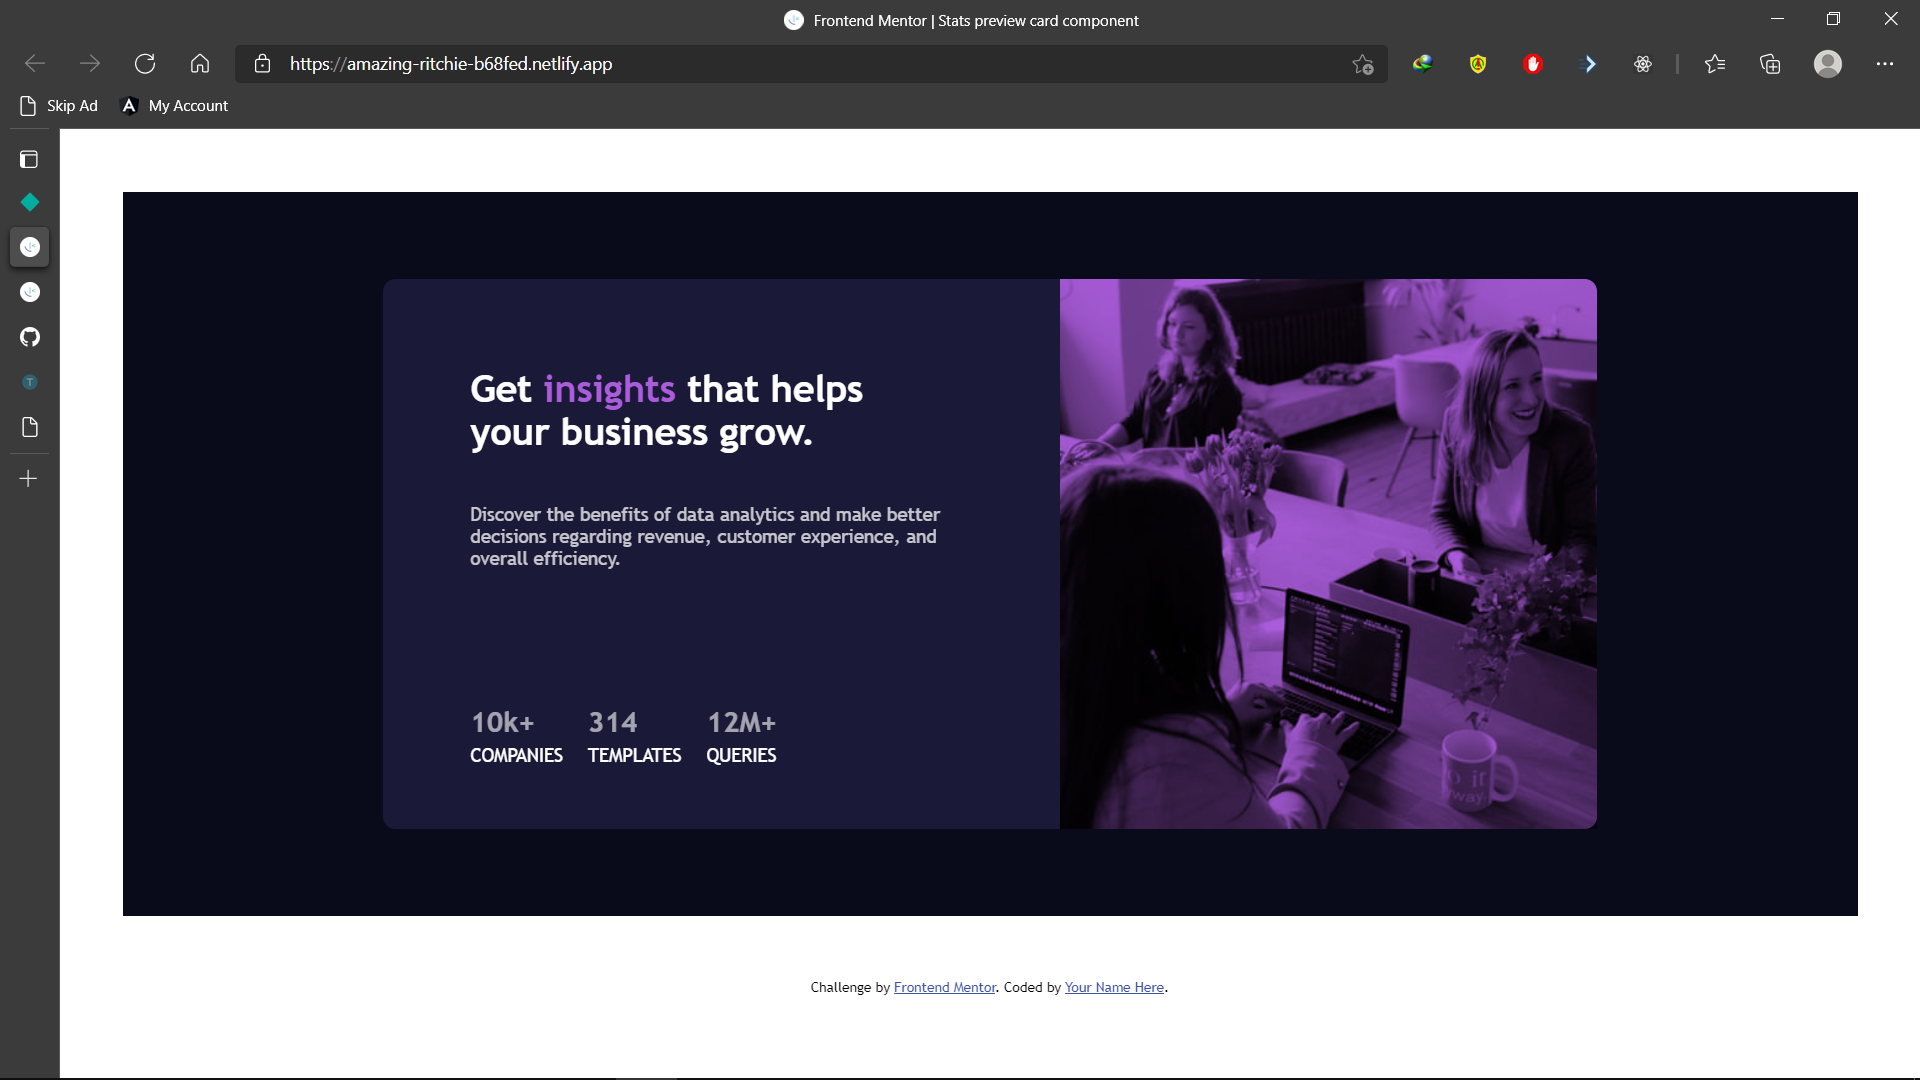 Frontend Mentor | Stats preview card component
https://amazing-ritchie-b68fed.netlify.app
Skip Ad
My Account
T
Get insights that helps
your business grow.
Discover the benefits of data analytics and make better
decisions regarding revenue, customer experience, and
overall efficiency.
10k+ 314 12M+
COMPANIES TEMPLATES QUERIES
way.
Challenge by Frontend Mentor. Coded by Your Name Here.